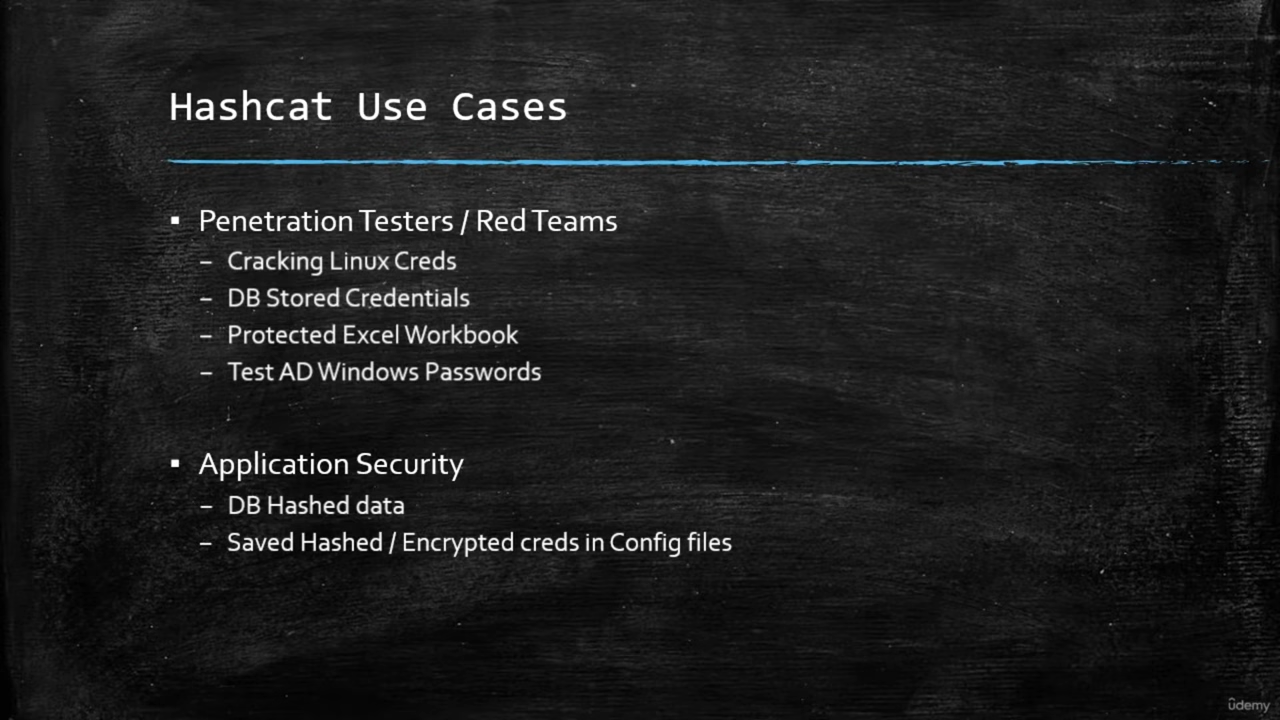 Hashcat Use Cases
▪ Penetration Testers / Red Teams
– Cracking Linux Creds
– DB Stored Credentials
– Protected Excel Workbook
– Test AD Windows Passwords
▪ Application Security
– DB Hashed data
– Saved Hashed / Encrypted creds in Config files
ûdemy